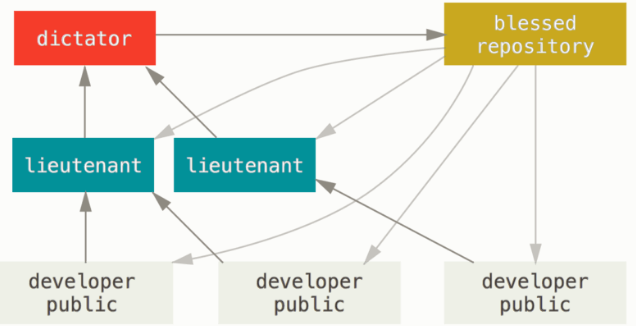 dictator
blessed
repository
lieutenant
lieutenant
developer
public
developer
public
developer
public